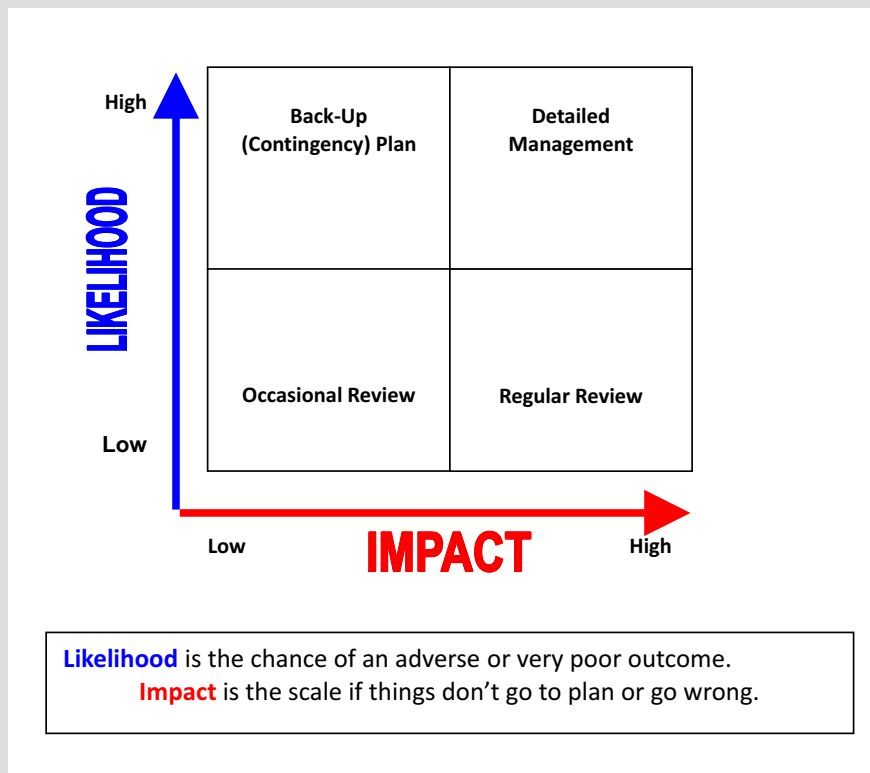 High
Back-Up
(Contingency) Plan
Detailed
Management
LIKELIHOOD
Occasional Review
Regular Review
Low
Low
IMPACT
High
Likelihood is the chance of an adverse or very poor outcome.
Impact is the scale if things don’t go to plan or go wrong.